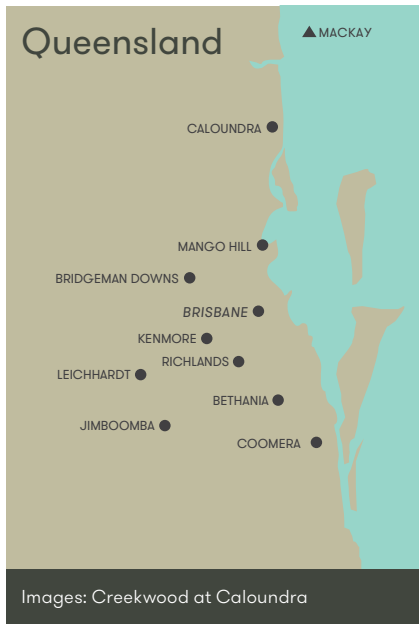 Queensland
MACKAY
CALOUNDRA
MANGO HILL
BRIDGEMAN DOWNS
BRISBANE
KENMORE
RICHLANDS
LEICHHARDT
BETHANIA
JIMBOOMBA
COOMERA
Images: Creekwood at Caloundra